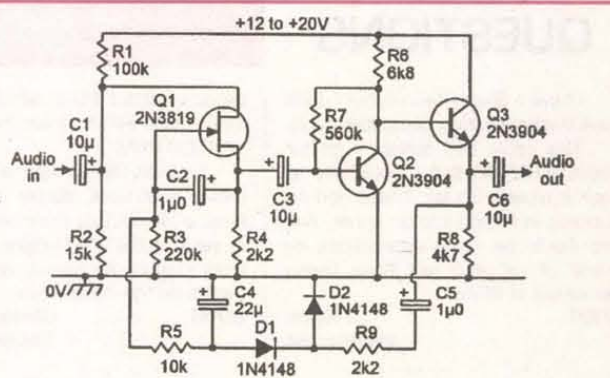 QUESTIONS
+12 to +20V
R1
100k
R6
6k8
Q1
2N3819
R7
560k
Q3
2N3904
C1
10µ
Audio
in
C2
1µ0
Q2
2N3904
Audio
out
C3
10µ
C6
10µ
R2
15k
R3
220k
R4
2k2
R8
4k7
0V
C4
22µ
D2
1N4148
C5
1µ0
R5
10k
D1
1N4148
R9
2k2